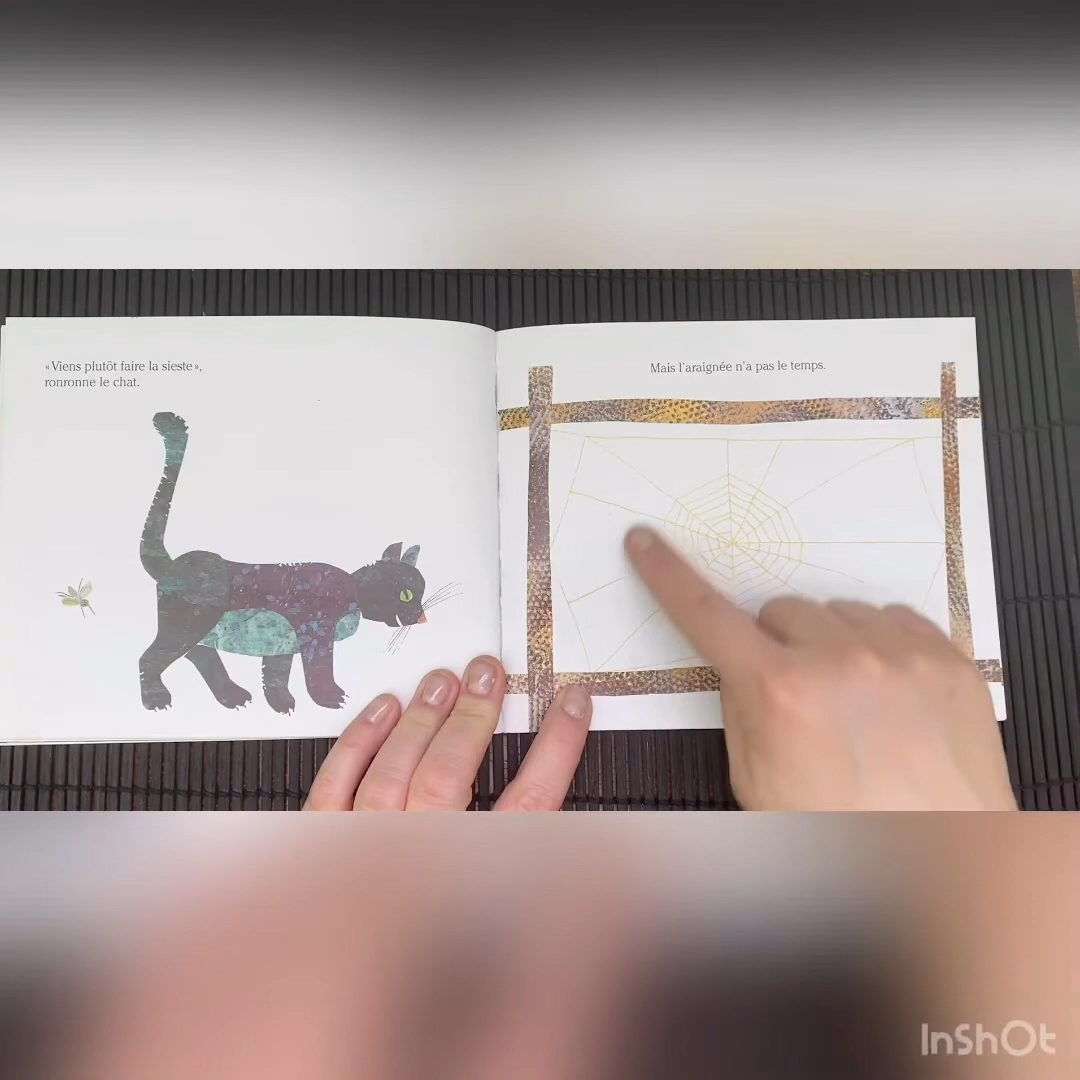 «Viens plutôt faire la sieste»,
ronronne le chat.
Mais l'araignée n'a pas le temps.
InShOt